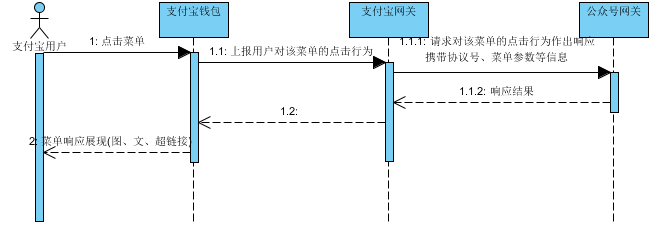 支付宝用户
支付宝钱包
支付宝网关
公众号网关
1: 点击菜单
1.1: 上报用户对该菜单的点击行为
1.1.1: 请求对该菜单的点击行为作出响应
携带协议号、菜单参数等信息
1.1.2: 响应结果
1.2:
2: 菜单响应展现(图、文、超链接)